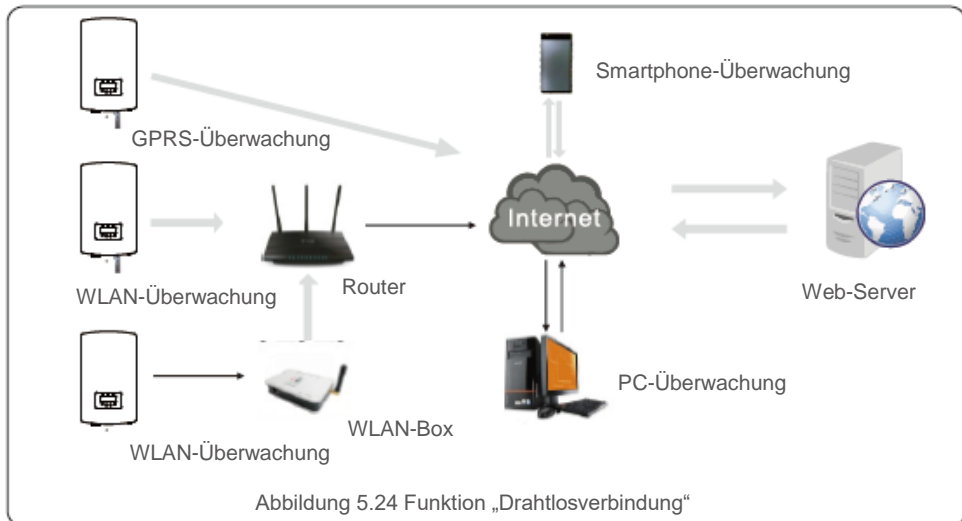 Smartphone-Überwachung
GPRS-Überwachung
Internet
WLAN-Überwachung
Router
Web-Server
PC-Überwachung
WLAN-Überwachung
WLAN-Box
Abbildung 5.24 Funktion „Drahtlosverbindung“